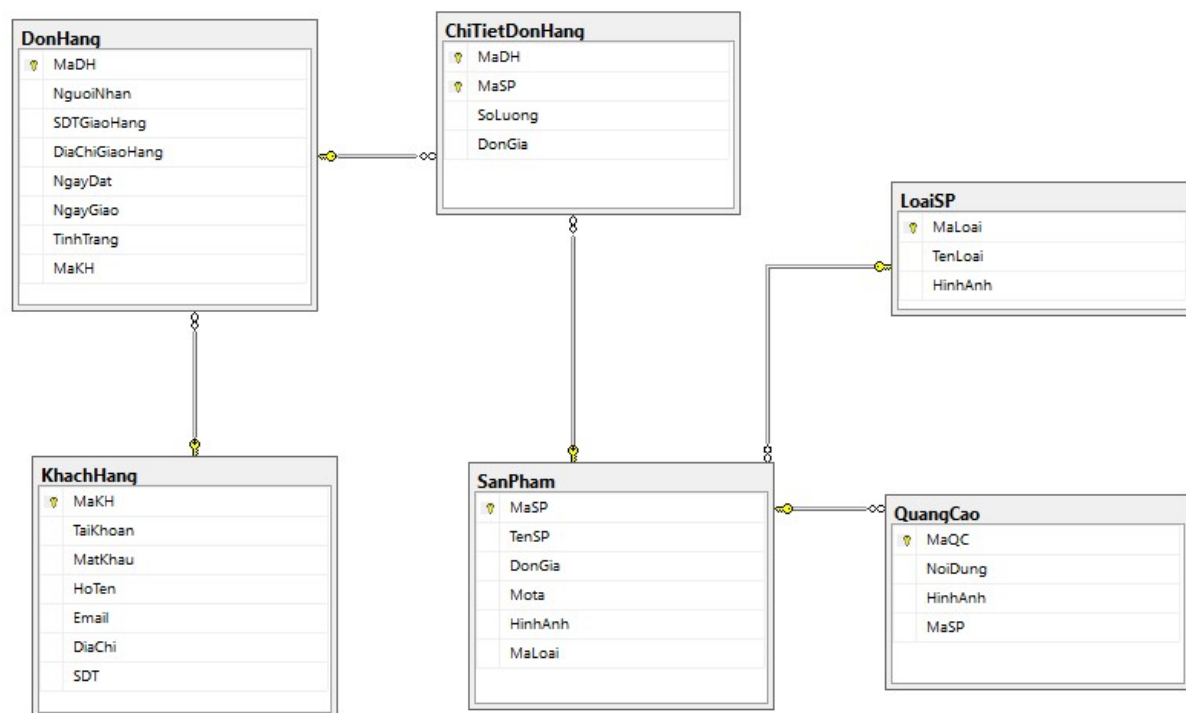 DonHang
MaDH
NguoiNhan
SDTGiaoHang
DiaChiGiaoHang
NgayDat
NgayGiao
TinhTrang
MaKH
ChiTietDonHang
MaDH
MaSP
SoLuong
DonGia
LoaiSP
MaLoai
TenLoai
HinhAnh
KhachHang
MaKH
TaiKhoan
MatKhau
HoTen
Email
DiaChi
SDT
SanPham
MaSP
TenSP
DonGia
Mota
HinhAnh
MaLoai
QuangCao
MaQC
NoiDung
HinhAnh
MaSP